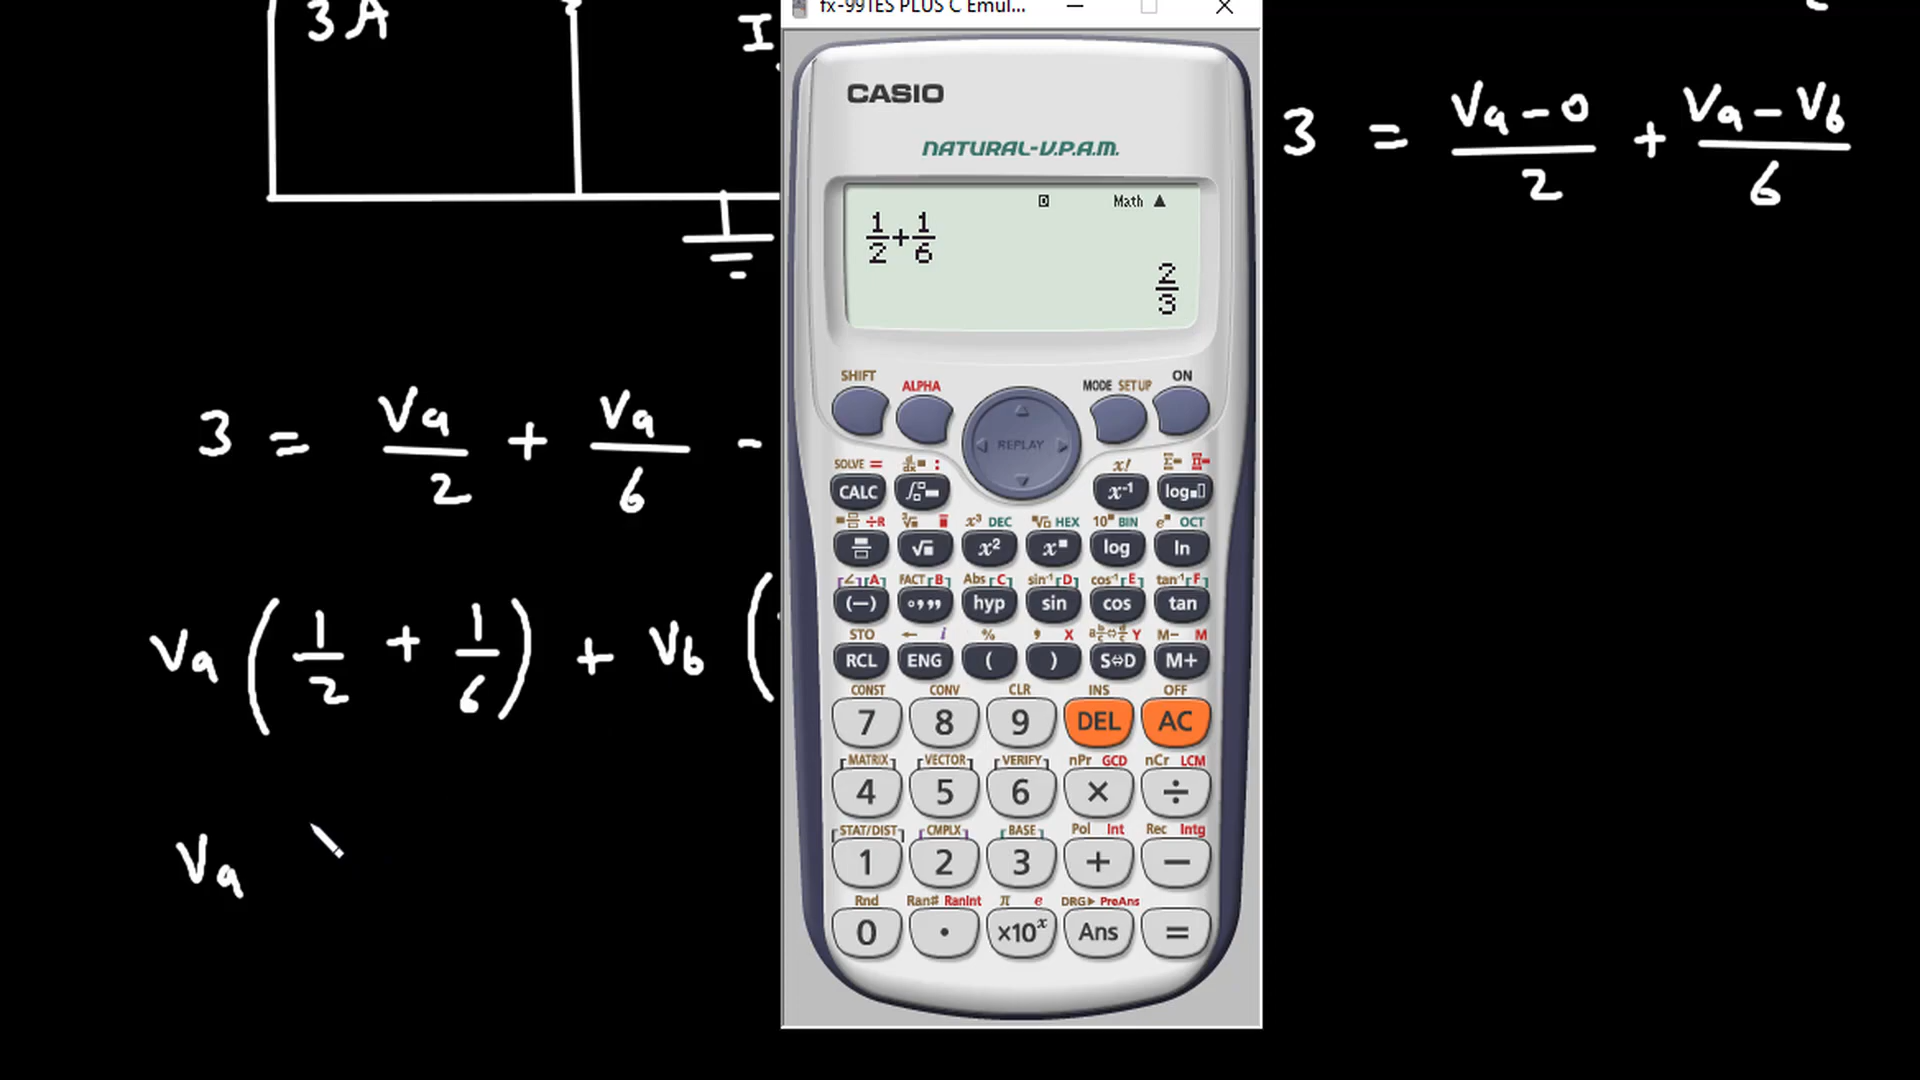 fx-991ES PLUS C Emul...
3 A
I
3 = Va - 0 / 2 + Va - Vb / 6
CASIO
NATURAL-V.P.A.M.
D Math ▲
1/2+1/6
2/3
3 = Va/2 + Va/6 -
Va ( 1/2 + 1/6 ) + Vb (
Va
SHIFT ALPHA MODE SETUP ON
REPLAY
SOLVE = d/dx : x! Σ Π
CALC ∫ x⁻¹ log
÷R ³√ x³ DEC √ HEX 10 BIN e OCT
√ x² x log ln
∠ A FACT B Abs C sin⁻¹ D cos⁻¹ E tan⁻¹ F
(−) °,,, hyp sin cos tan
STO ← i % , X a b/c⇔d/c Y M− M
RCL ENG ( ) S⇔D M+
CONST CONV CLR INS OFF
7 8 9 DEL AC
MATRIX VECTOR VERIFY nPr GCD nCr LCM
4 5 6 × ÷
STAT/DIST CMPLX BASE Pol Int Rec Intg
1 2 3 + −
Rnd Ran# RanInt π e DRG▶ PreAns
0 . ×10ˣ Ans =